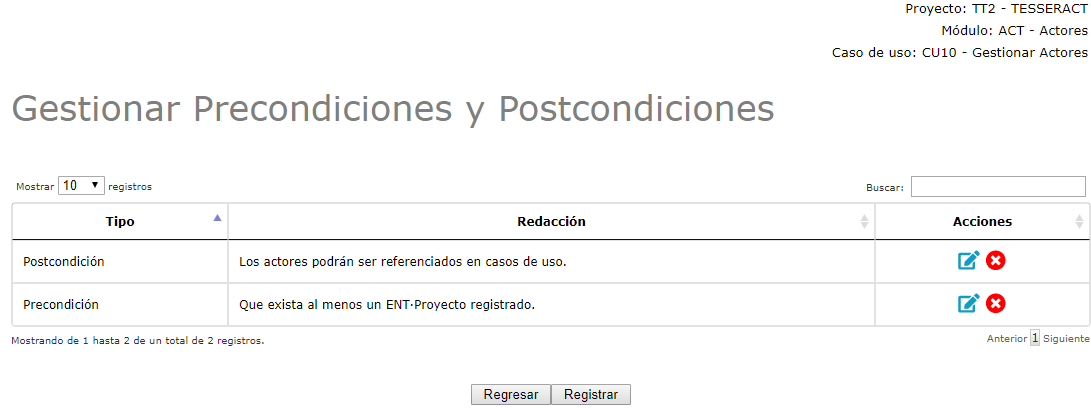 Proyecto: TT2 - TESSERACT
Módulo: ACT - Actores
Caso de uso: CU10 - Gestionar Actores
Gestionar Precondiciones y Postcondiciones
Mostrar 10 registros Buscar:
Tipo Redacción Acciones
Postcondición Los actores podrán ser referenciados en casos de uso.
Precondición Que exista al menos un ENT·Proyecto registrado.
Mostrando de 1 hasta 2 de un total de 2 registros. Anterior 1 Siguiente
Regresar Registrar